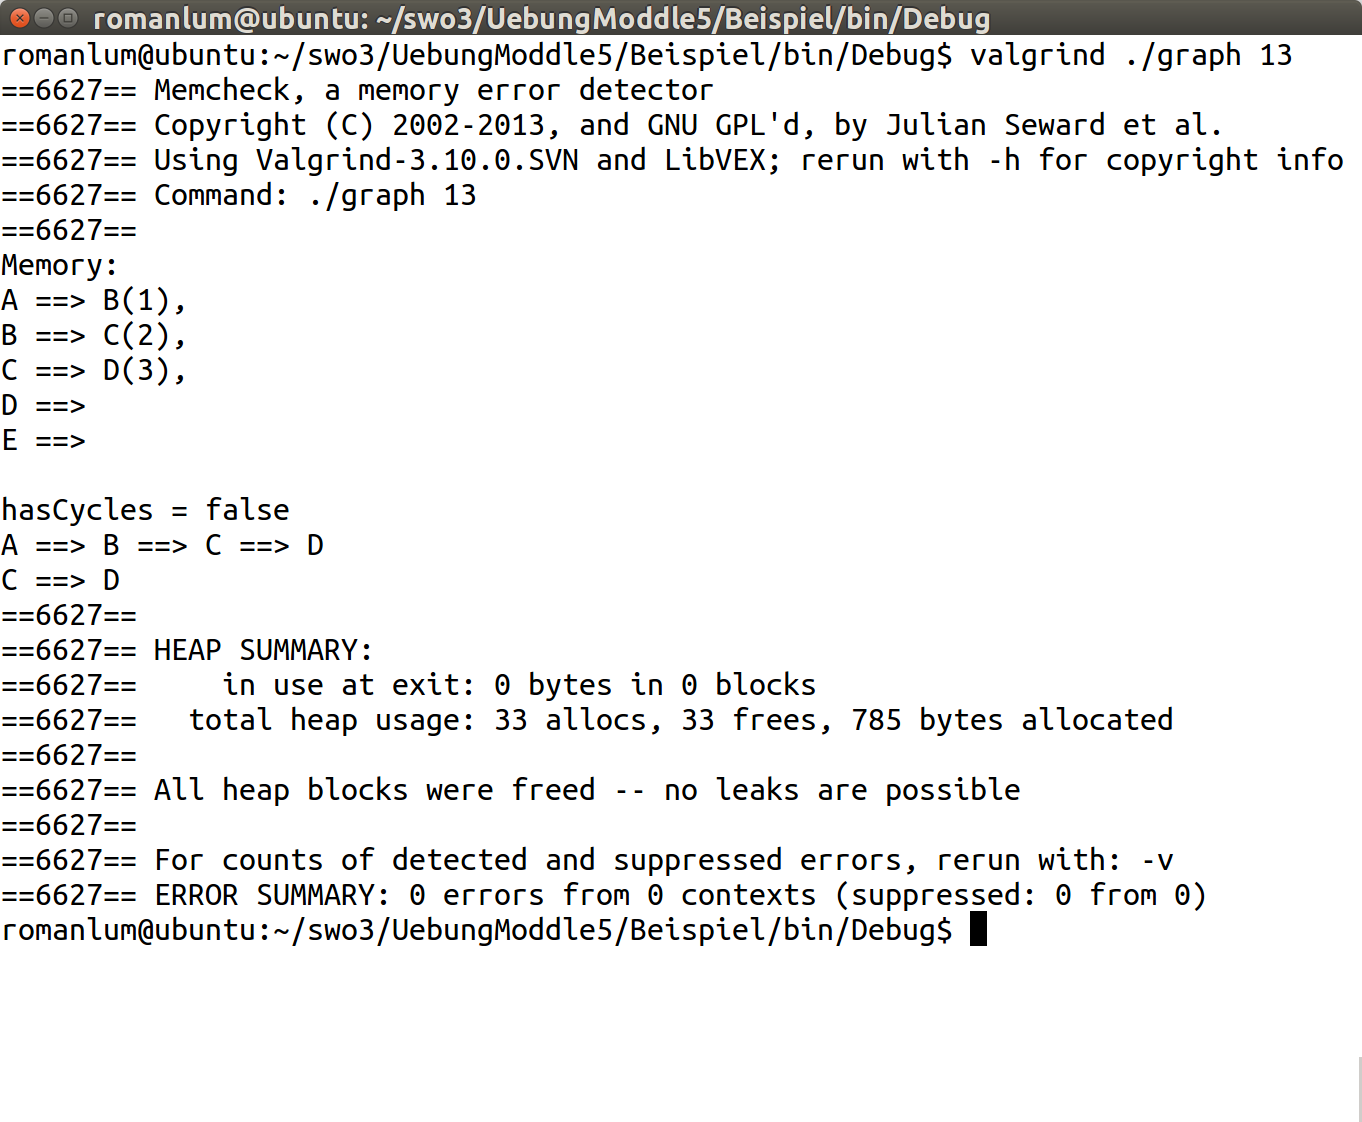 romanlum@ubuntu: ~/swo3/UebungModdle5/Beispiel/bin/Debug
romanlum@ubuntu:~/swo3/UebungModdle5/Beispiel/bin/Debug$ valgrind ./graph 13
==6627== Memcheck, a memory error detector
==6627== Copyright (C) 2002-2013, and GNU GPL'd, by Julian Seward et al.
==6627== Using Valgrind-3.10.0.SVN and LibVEX; rerun with -h for copyright info
==6627== Command: ./graph 13
==6627==
Memory:
A ==> B(1),
B ==> C(2),
C ==> D(3),
D ==>
E ==>
hasCycles = false
A ==> B ==> C ==> D
C ==> D
==6627==
==6627== HEAP SUMMARY:
==6627==     in use at exit: 0 bytes in 0 blocks
==6627==   total heap usage: 33 allocs, 33 frees, 785 bytes allocated
==6627==
==6627== All heap blocks were freed -- no leaks are possible
==6627==
==6627== For counts of detected and suppressed errors, rerun with: -v
==6627== ERROR SUMMARY: 0 errors from 0 contexts (suppressed: 0 from 0)
romanlum@ubuntu:~/swo3/UebungModdle5/Beispiel/bin/Debug$